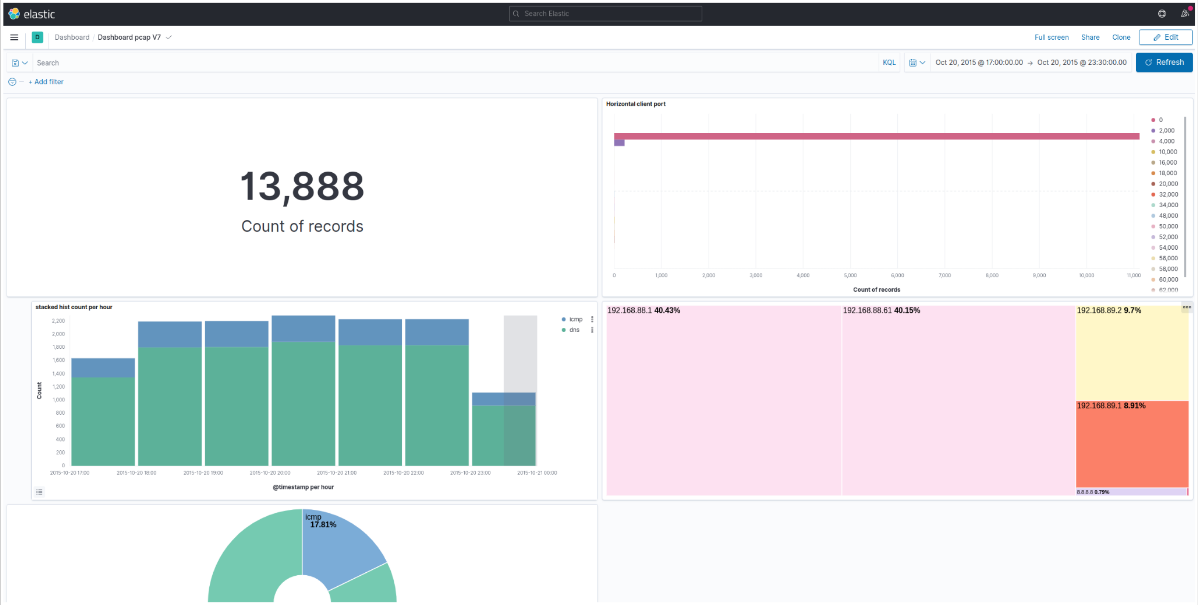 elastic
Search Elastic
D
Dashboard / Dashboard pcap V7
Full screen
Share
Clone
Edit
Search
KQL
Oct 20, 2015 @ 17:00:00.00 → Oct 20, 2015 @ 23:30:00.00
Refresh
+ Add filter
13,888
Count of records
Horizontal client port
0
2,000
4,000
10,000
16,000
18,000
20,000
32,000
34,000
48,000
50,000
52,000
54,000
56,000
58,000
60,000
62,000
0 1,000 2,000 3,000 4,000 5,000 6,000 7,000 8,000 9,000 10,000 11,000
Count of records
stacked hist count per hour
2,200
2,000
1,800
1,600
1,400
1,200
1,000
800
600
400
200
0
Count
icmp
dns
2015-10-20 17:00 2015-10-20 18:00 2015-10-20 19:00 2015-10-20 20:00 2015-10-20 21:00 2015-10-20 22:00 2015-10-20 23:00 2015-10-21 00:00
@timestamp per hour
192.168.88.1 40.43%
192.168.88.61 40.15%
192.168.89.2 9.7%
192.168.89.1 8.91%
8.8.8.8 0.79%
icmp
17.81%